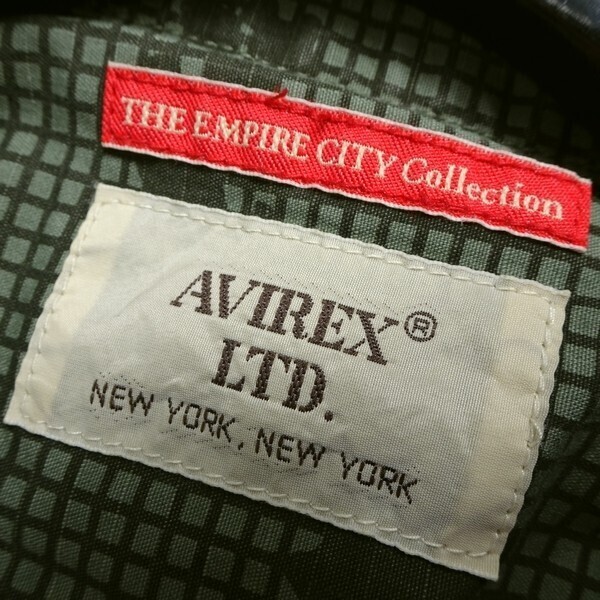 THE EMPIRE CITY Collection
AVIREX®
LTD.
NEW YORK, NEW YORK